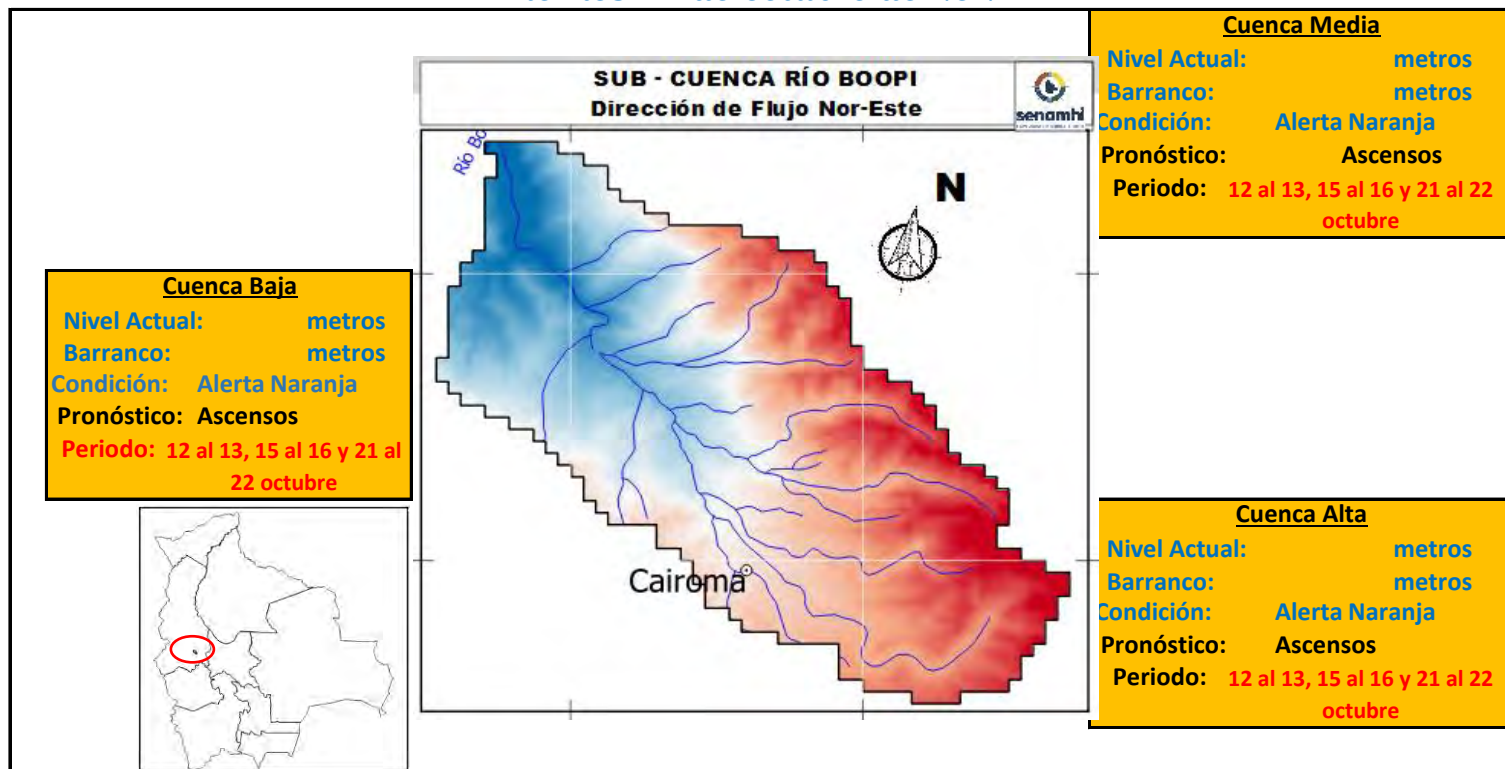 SUB - CUENCA RÍO BOOPI
Dirección de Flujo Nor-Este
senamhi
Cuenca Media
Nivel Actual: metros
Barranco: metros
Condición: Alerta Naranja
Pronóstico: Ascensos
Periodo: 12 al 13, 15 al 16 y 21 al 22
octubre
Río Bo
N
Cuenca Baja
Nivel Actual: metros
Barranco: metros
Condición: Alerta Naranja
Pronóstico: Ascensos
Periodo: 12 al 13, 15 al 16 y 21 al
22 octubre
Cairoma
Cuenca Alta
Nivel Actual: metros
Barranco: metros
Condición: Alerta Naranja
Pronóstico: Ascensos
Periodo: 12 al 13, 15 al 16 y 21 al 22
octubre